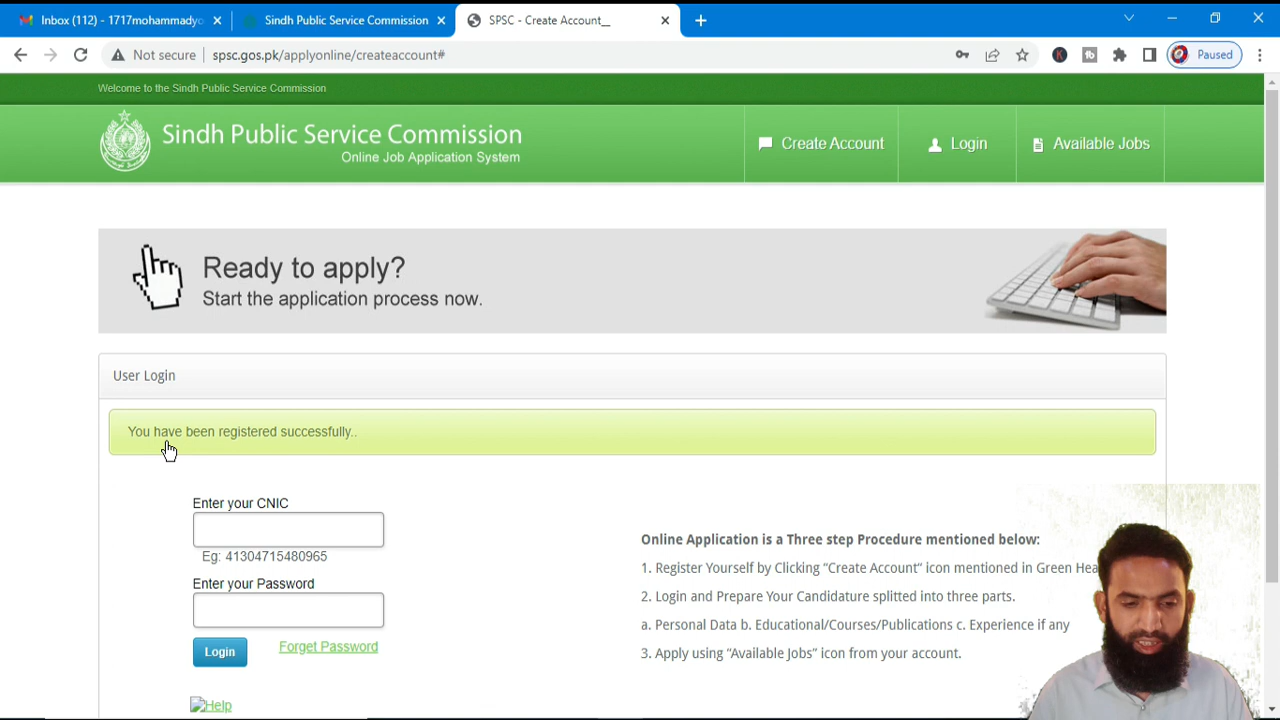 Inbox (112) - 1717mohammadyo
Sindh Public Service Commission
SPSC - Create Account_
Not secure
spsc.gos.pk/applyonline/createaccount#
Paused
Welcome to the Sindh Public Service Commission
Sindh Public Service Commission
Online Job Application System
Create Account
Login
Available Jobs
Ready to apply?
Start the application process now.
User Login
You have been registered successfully..
Enter your CNIC
Eg: 41304715480965
Enter your Password
Login
Forget Password
Help
Online Application is a Three step Procedure mentioned below:
1. Register Yourself by Clicking "Create Account" icon mentioned in Green Hea
2. Login and Prepare Your Candidature splitted into three parts.
a. Personal Data b. Educational/Courses/Publications c. Experience if any
3. Apply using "Available Jobs" icon from your account.